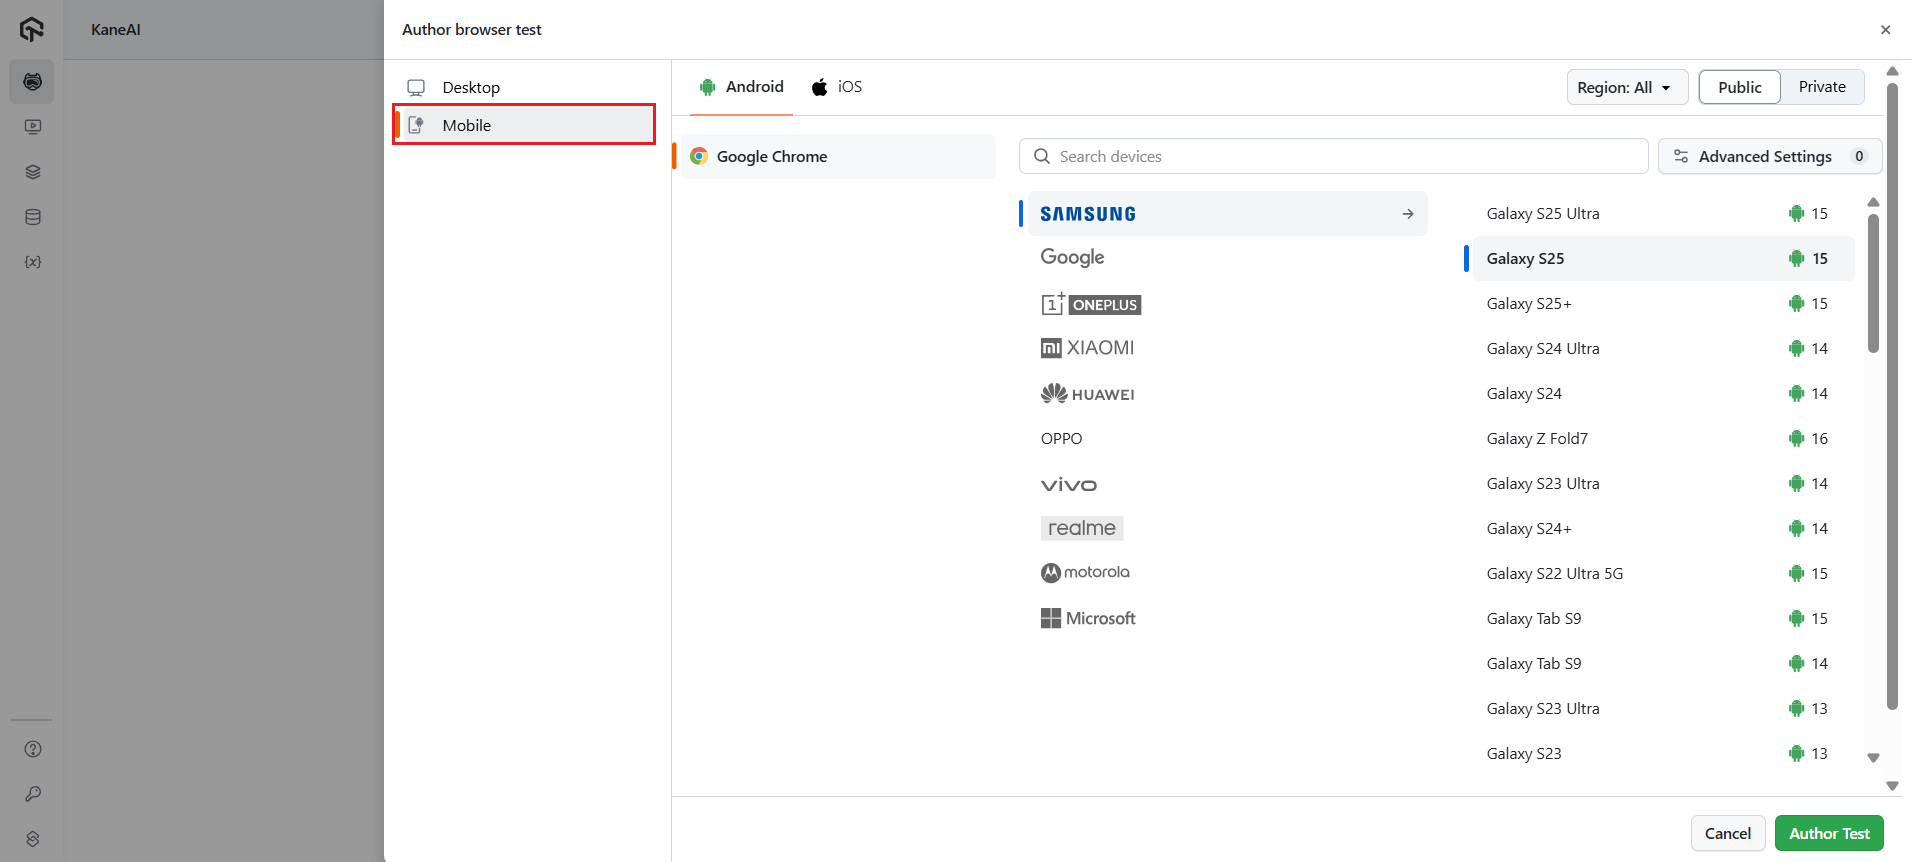 KaneAI
Author browser test
Desktop
Mobile
Android
iOS
Region: All
Public
Private
Google Chrome
Search devices
Advanced Settings 0
SAMSUNG
Google
ONEPLUS
mi XIAOMI
HUAWEI
OPPO
vivo
realme
motorola
Microsoft
Galaxy S25 Ultra 15
Galaxy S25 15
Galaxy S25+ 15
Galaxy S24 Ultra 14
Galaxy S24 14
Galaxy Z Fold7 16
Galaxy S23 Ultra 14
Galaxy S24+ 14
Galaxy S22 Ultra 5G 15
Galaxy Tab S9 15
Galaxy Tab S9 14
Galaxy S23 Ultra 13
Galaxy S23 13
Cancel
Author Test